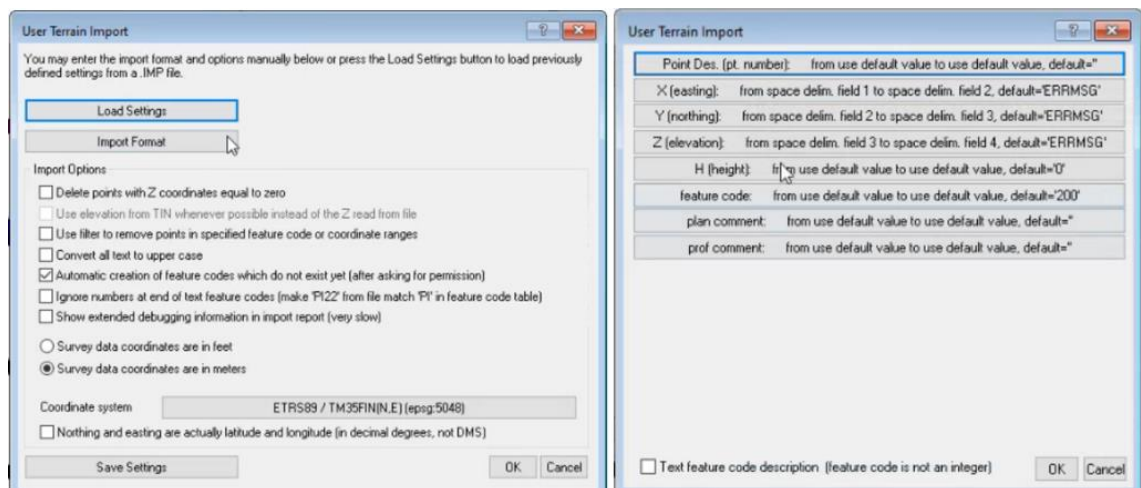 User Terrain Import
You may enter the import format and options manually below or press the Load Settings button to load previously
defined settings from a .IMP file.
Load Settings
Import Format
Import Options
Delete points with Z coordinates equal to zero
Use elevation from TIN whenever possible instead of the Z read from file
Use filter to remove points in specified feature code or coordinate ranges
Convert all text to upper case
Automatic creation of feature codes which do not exist yet (after asking for permission)
Ignore numbers at end of text feature codes (make 'PI22' from file match 'PI' in feature code table)
Show extended debugging information in import report (very slow)
Survey data coordinates are in feet
Survey data coordinates are in meters
Coordinate system ETRS89 / TM35FIN(N,E) (epsg:5048)
Northing and easting are actually latitude and longitude (in decimal degrees, not DMS)
Save Settings OK Cancel
User Terrain Import
Point Des. (pt. number): from use default value to use default value, default=''
X (easting): from space delim. field 1 to space delim. field 2, default='ERRMSG'
Y (northing): from space delim. field 2 to space delim. field 3, default='ERRMSG'
Z (elevation): from space delim. field 3 to space delim. field 4, default='ERRMSG'
H (height): from use default value to use default value, default='0'
feature code: from use default value to use default value, default='200'
plan comment: from use default value to use default value, default=''
prof comment: from use default value to use default value, default=''
Text feature code description (feature code is not an integer) OK Cancel